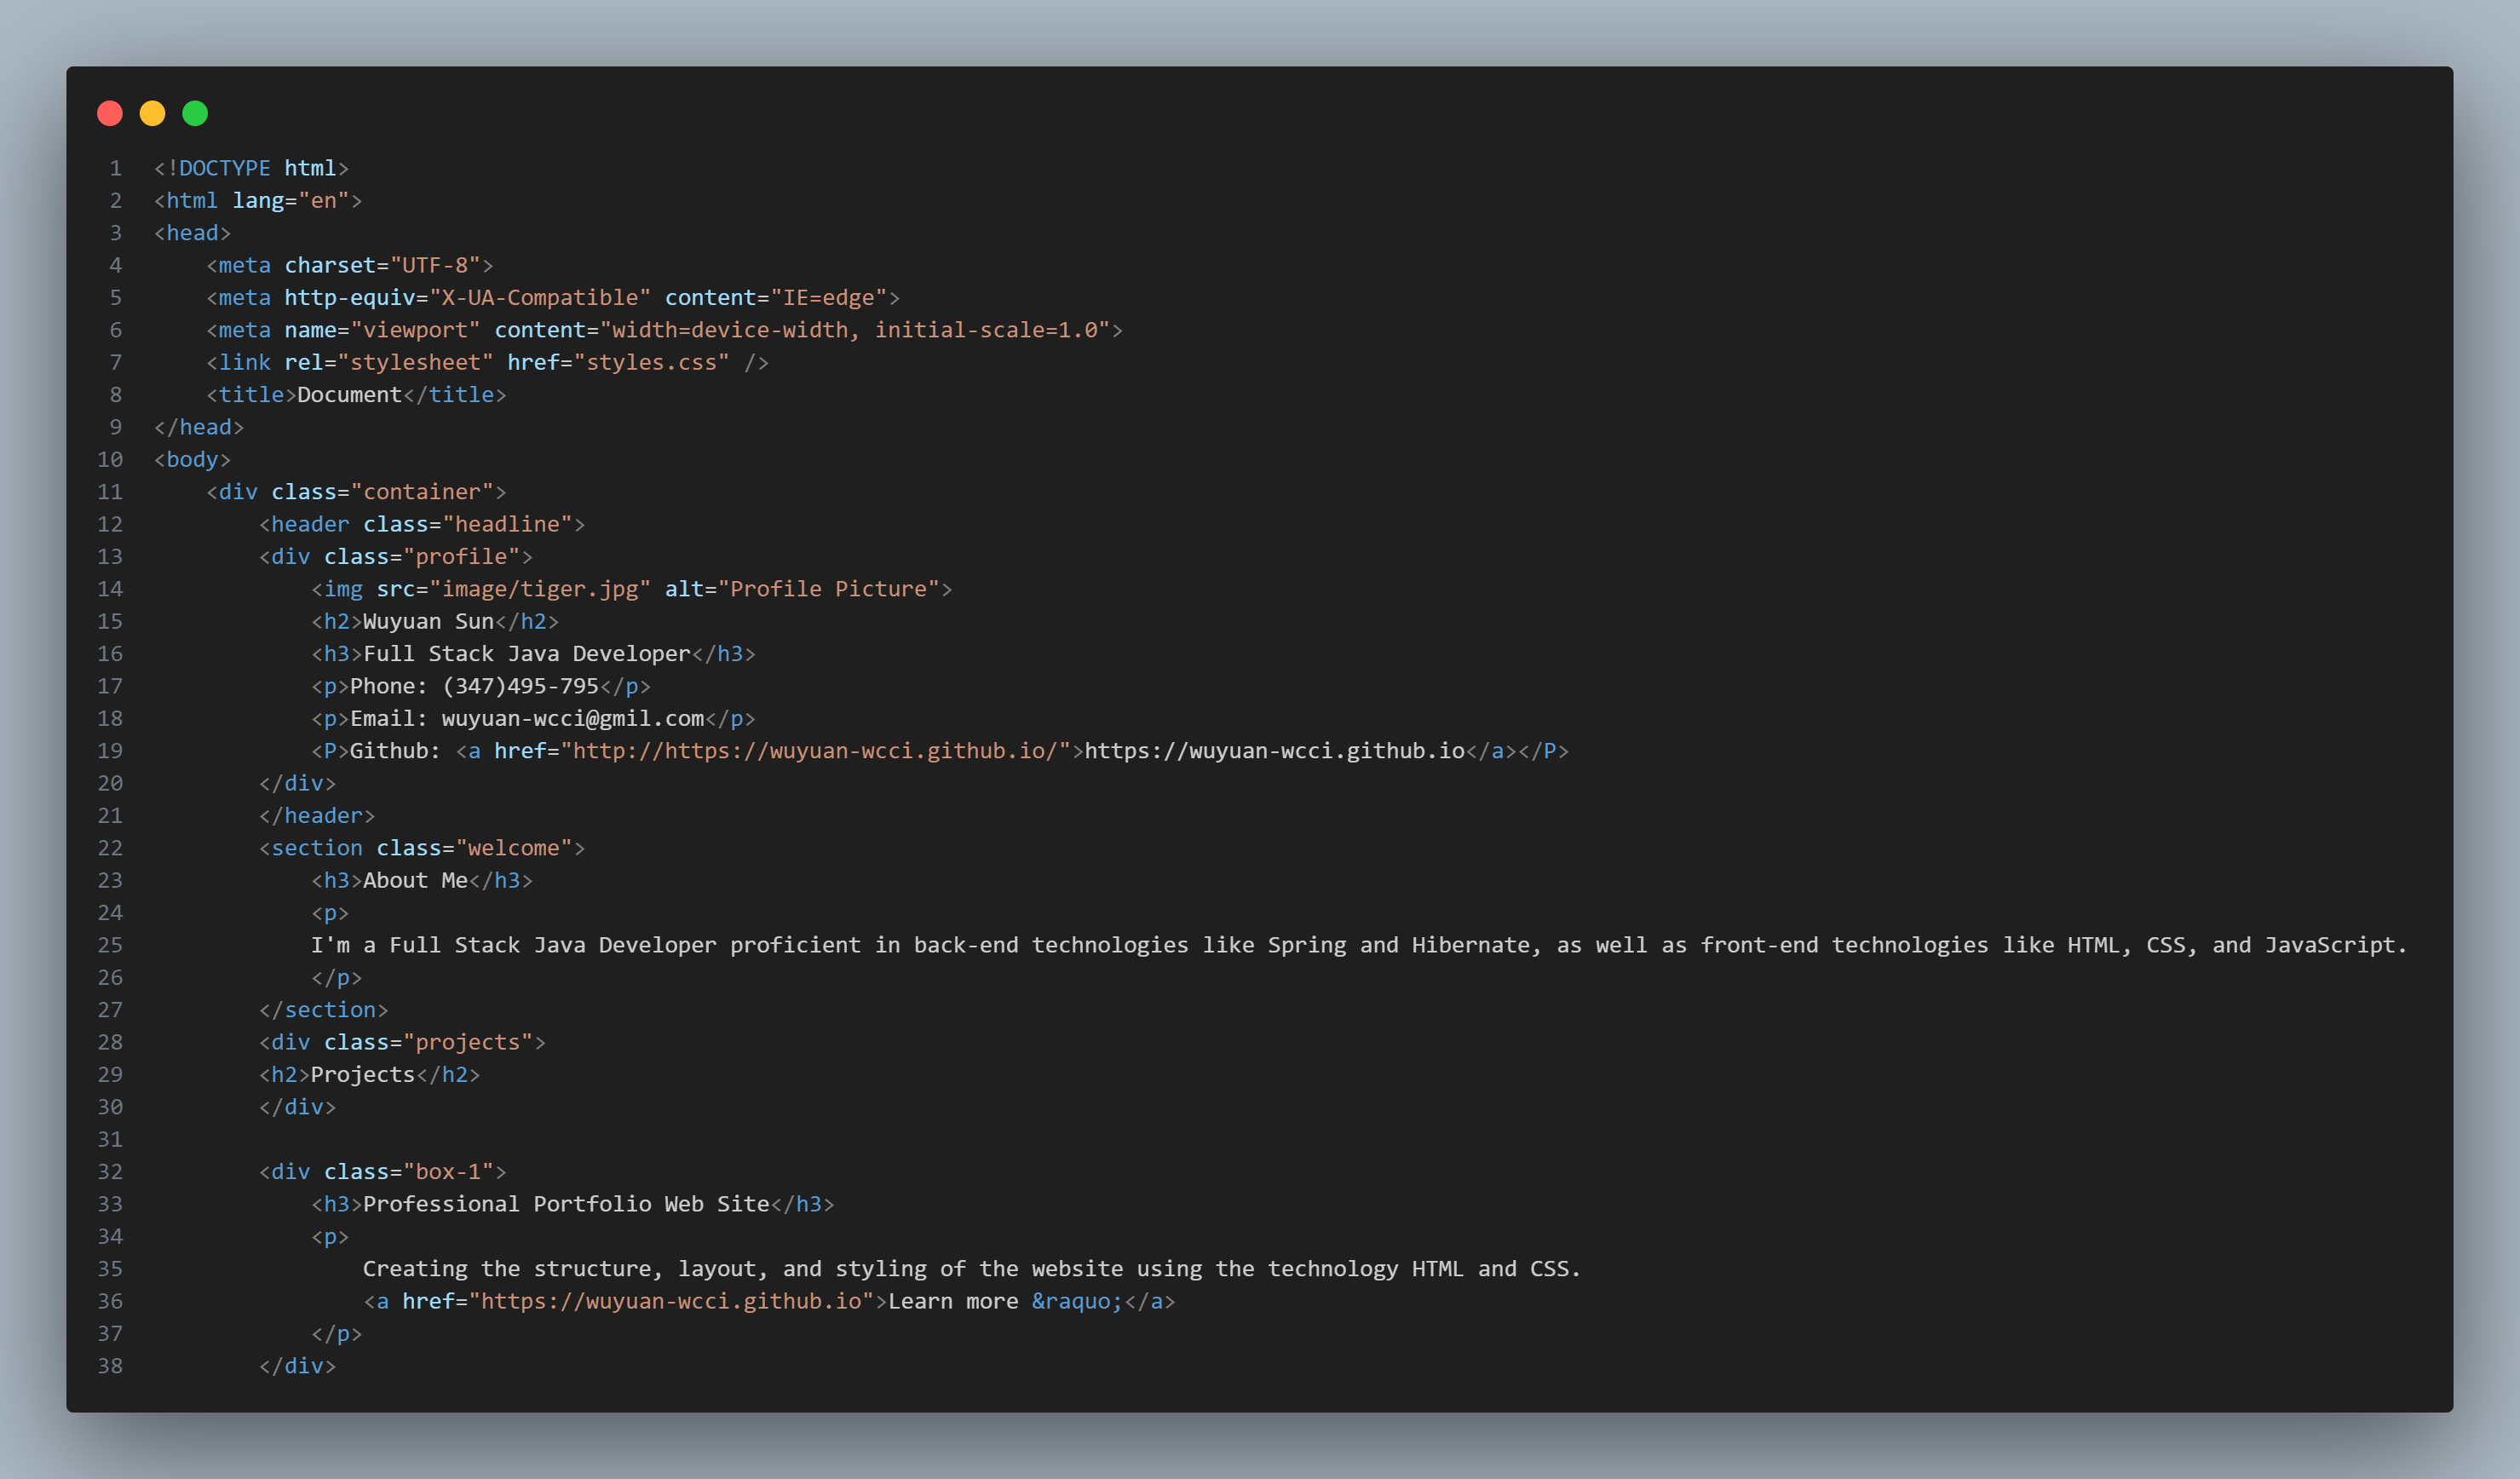 1 <!DOCTYPE html>
2 <html lang="en">
3 <head>
4     <meta charset="UTF-8">
5     <meta http-equiv="X-UA-Compatible" content="IE=edge">
6     <meta name="viewport" content="width=device-width, initial-scale=1.0">
7     <link rel="stylesheet" href="styles.css" />
8     <title>Document</title>
9 </head>
10 <body>
11     <div class="container">
12         <header class="headline">
13         <div class="profile">
14             <img src="image/tiger.jpg" alt="Profile Picture">
15             <h2>Wuyuan Sun</h2>
16             <h3>Full Stack Java Developer</h3>
17             <p>Phone: (347)495-795</p>
18             <p>Email: wuyuan-wcci@gmil.com</p>
19             <P>Github: <a href="http://https://wuyuan-wcci.github.io/">https://wuyuan-wcci.github.io</a></P>
20         </div>
21         </header>
22         <section class="welcome">
23             <h3>About Me</h3>
24             <p>
25             I'm a Full Stack Java Developer proficient in back-end technologies like Spring and Hibernate, as well as front-end technologies like HTML, CSS, and JavaScript.
26             </p>
27         </section>
28         <div class="projects">
29         <h2>Projects</h2>
30         </div>
31
32         <div class="box-1">
33             <h3>Professional Portfolio Web Site</h3>
34             <p>
35                 Creating the structure, layout, and styling of the website using the technology HTML and CSS.
36                 <a href="https://wuyuan-wcci.github.io">Learn more &raquo;</a>
37             </p>
38         </div>